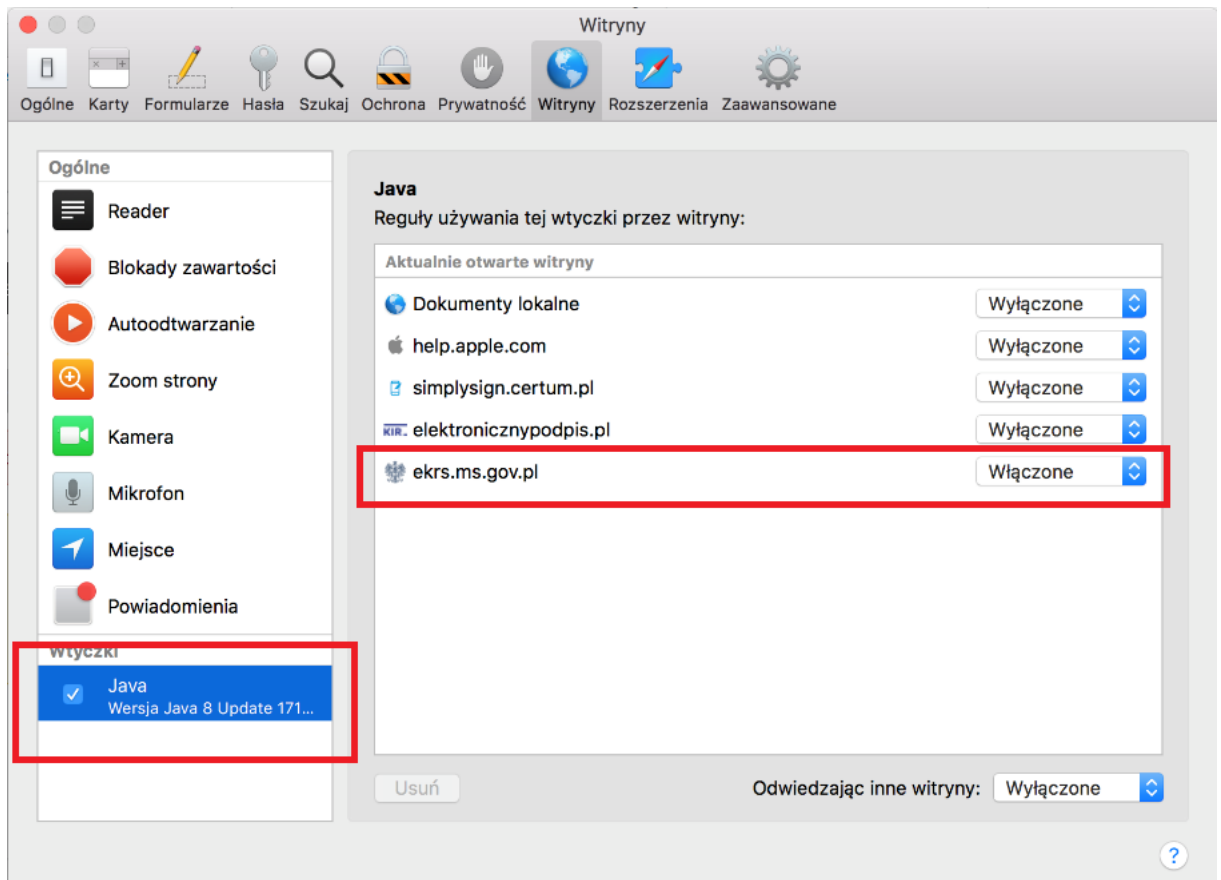 Witryny
Ogólne Karty Formularze Hasła Szukaj Ochrona Prywatność Witryny Rozszerzenia Zaawansowane
Ogólne
Reader
Blokady zawartości
Autoodtwarzanie
Zoom strony
Kamera
Mikrofon
Miejsce
Powiadomienia
Wtyczki
Java
Wersja Java 8 Update 171...
Java
Reguły używania tej wtyczki przez witryny:
Aktualnie otwarte witryny
Dokumenty lokalne Wyłączone
help.apple.com Wyłączone
simplysign.certum.pl Wyłączone
KIR. elektronicznypodpis.pl Wyłączone
ekrs.ms.gov.pl Włączone
Usuń
Odwiedzając inne witryny: Wyłączone
?